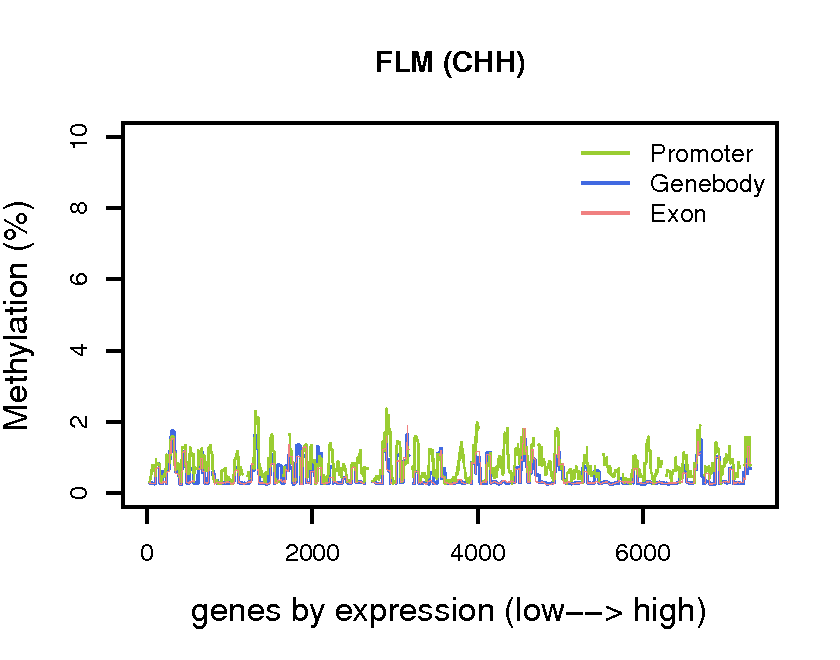 FLM (CHH)
Promoter
Genebody
Exon
Methylation (%)
10
8
6
4
2
0
0 2000 4000 6000
genes by expression (low−−> high)